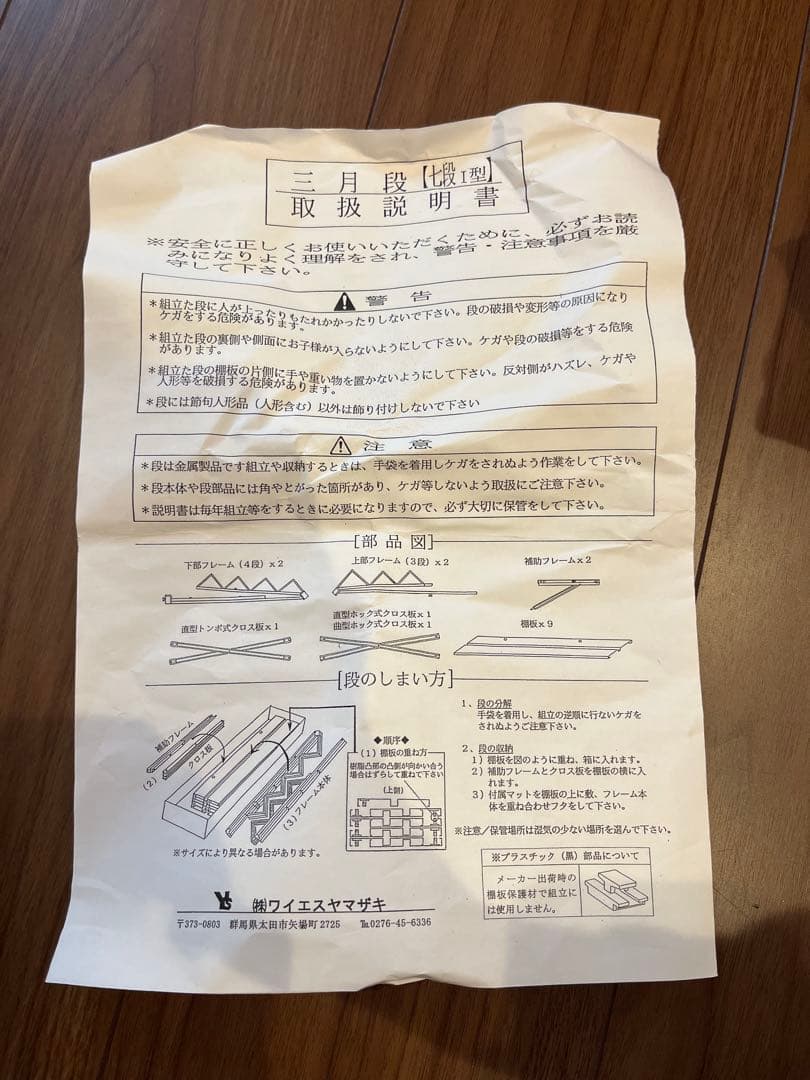 三月段【七段I型】
取扱説明書
※安全に正しくお使いいただくために、必ずお読
みになりよく理解をされ、警告・注意事項を厳
守して下さい。
警告
＊組立た段に人が上ったりもたれかかったりしないで下さい。段の破損や変形等の原因になり
ケガをする危険があります。
＊組立た段の裏側や側面にお子様が入らないようにして下さい。ケガや段の破損等をする危険
があります。
＊組立た段の棚板の片側に手や重い物を置かないようにして下さい。反対側がハズレ、ケガや
人形等を破損する危険があります。
＊段には節句人形品（人形含む）以外は飾り付けしないで下さい
注意
＊段は金属製品です組立や収納するときは、手袋を着用しケガをされぬよう作業をして下さい。
＊段本体や段部品には角やとがった箇所があり、ケガ等しないよう取扱にご注意下さい。
＊説明書は毎年組立等をするときに必要になりますので、必ず大切に保管をして下さい。
[部品図]
下部フレーム（4段）x2
上部フレーム（3段）x2
補助フレームx2
直型トンボ式クロス板x1
直型ホック式クロス板x1
曲型ホック式クロス板x1
棚板x9
[段のしまい方]
補助フレーム
クロス板
(2)
(3)フレーム本体
※サイズにより異なる場合があります。
◆順序◆
(1)棚板の重ね方
樹脂凸部の凸側が向かい合う
場合はずらして重ね下さい
(上側)
1、段の分解
手袋を着用し、組立の逆順に行ないケガを
されぬようご注意下さい。
2、段の収納
1)棚板を図のように重ね、箱に入れます。
2)補助フレームとクロス板を棚板の横に入
れます。
3)付属マットを棚板の上に敷、フレーム本
体を重ね合わせフタをして下さい。
※注意／保管場所は湿気の少ない場所を選んで下さい。
※プラスチック（黒）部品について
メーカー出荷時の
棚板保護材で組立に
は使用しません。
YS ㈱ワイエスヤマザキ
〒373-0803 群馬県太田市矢場町2725 ℡0276-45-6336